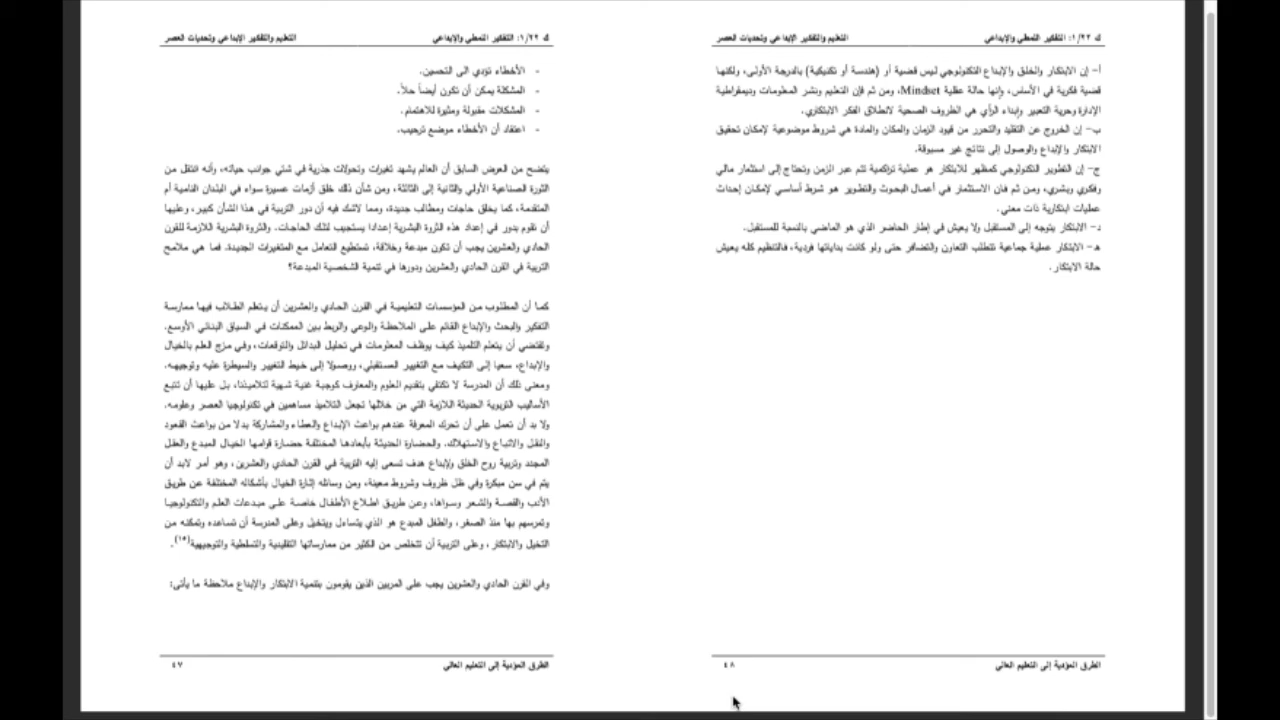 ك ١/٢٢: التفكير النمطي والإبداعي
التعليم والتفكير الإبداعي وتحديات العصر
- الأخطاء تؤدي الى التحسين.
- المشكلة يمكن أن تكون أيضاً حلاً.
- المشكلات مقبولة ومثيرة للاهتمام.
- اعتقاد أن الأخطاء موضع ترحيب.
يتضح من العرض السابق أن العالم يشهد تغيرات وتحولات جذرية في شتي جوانب حياته، وأنه انتقل من
الثورة الصناعية الأولي والثانية إلى الثالثة، ومن شأن ذلك خلق أزمات عسيرة سواء في البلدان النامية أم
المتقدمة، كما يخلق حاجات ومطالب جديدة، ومما لاشك فيه أن دور التربية في هذا الشأن كبير، وعليها
أن تقوم بدور في إعداد هذه الثروة البشرية إعدادا يستجيب لتلك الحاجات. والثروة البشرية اللازمة للقرن
الحادي والعشرين يجب أن تكون مبدعة وخلاقة، تستطيع التعامل مع المتغيرات الجديدة. فما هي ملامح
التربية في القرن الحادي والعشرين ودورها في تنمية الشخصية المبدعة؟
كما أن المطلوب من المؤسسات التعليمية في القرن الحادي والعشرين أن يتعلم الطلاب فيها ممارسة
التفكير والبحث والإبداع القائم على الملاحظة والوعي والربط بين الممكنات في السياق البنائي الأوسع.
وتقتضي أن يتعلم التلميذ كيف يوظف المعلومات في تحليل البدائل والتوقعات، وفي مزج العلم بالخيال
والإبداع، سعيا إلى التكيف مع التغيير المستقبلي، ووصولا إلى ضبط التغيير والسيطرة عليه وتوجيهه.
ومعنى ذلك أن المدرسة لا تكتفي بتقديم العلوم والمعارف كوجبة غنية شهية لتلاميذنا، بل عليها أن تتبع
الأساليب التربوية الحديثة اللازمة التي من خلالها تجعل التلاميذ مساهمين في تكنولوجيا العصر وعلومه.
ولا بد أن تعمل على أن تحرك المعرفة عندهم بواعث الإبداع والعطاء والمشاركة بدلا من بواعث القعود
والنقل والاتباع والاستهلاك. والحضارة الحديثة بأبعادها المختلفة حضارة قوامها الخيال المبدع والعقل
المجدد وتربية روح الخلق والإبداع هدف تسعى إليه التربية في القرن الحادي والعشرين، وهو أمر لابد أن
يتم في سن مبكرة وفي ظل ظروف وشروط معينة، ومن وسائله إثارة الخيال بأشكاله المختلفة عن طريق
الأدب والقصة والشعر وسواها، وعن طريق اطلاع الأطفال خاصة على مبدعات العلم والتكنولوجيا
وتمرسهم بها منذ الصغر، والطفل المبدع هو الذي يتساءل ويتخيل وعلى المدرسة أن تساعده وتمكنه من
التخيل والابتكار، وعلى التربية أن تتخلص من الكثير من ممارساتها التقليدية والتسلطية والتوجيهية(١٥).
وفي القرن الحادي والعشرين يجب على المربين الذين يقومون بتنمية الابتكار والإبداع ملاحظة ما يأتى:
الطرق المؤدية إلى التعليم العالي
٤٧
ك ١/٢٢: التفكير النمطي والإبداعي
التعليم والتفكير الإبداعي وتحديات العصر
أ- إن الابتكار والخلق والإبداع التكنولوجي ليس قضية أو (هندسة أو تكنيكية) بالدرجة الأولى، ولكنها
قضية فكرية في الأساس، وإنها حالة عقلية Mindset، ومن ثم فإن التعليم ونشر المعلومات وديمقراطية
الإدارة وحرية التعبير وإبداء الرأي هي الظروف الصحية لانطلاق الفكر الابتكاري.
ب- إن الخروج عن التقليد والتحرر من قيود الزمان والمكان والمادة هي شروط موضوعية لإمكان تحقيق
الابتكار والإبداع والوصول إلى نتائج غير مسبوقة.
ج- إن التطوير التكنولوجي كمظهر للابتكار هو عملية تراكمية تتم عبر الزمن وتحتاج إلى استثمار مالي
وفكري وبشري، ومن ثم فان الاستثمار في أعمال البحوث والتطوير هو شرط أساسي لإمكان إحداث
عمليات ابتكارية ذات معني.
د- الابتكار يتوجه إلى المستقبل ولا يعيش في إطار الحاضر الذي هو الماضي بالنسبة للمستقبل.
هـ- الابتكار عملية جماعية تتطلب التعاون والتضافر حتى ولو كانت بداياتها فردية، فالتنظيم كله يعيش
حالة الابتكار.
الطرق المؤدية إلى التعليم العالي
٤٨